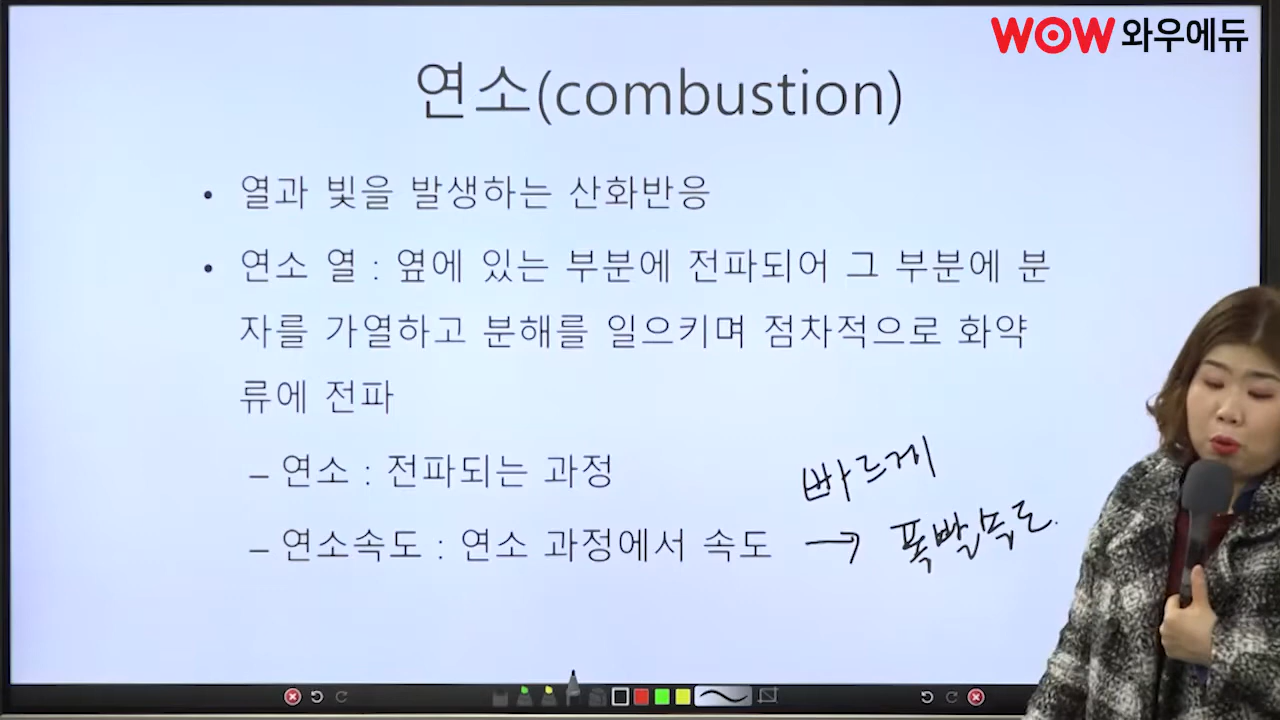 WOW 와우에듀
연소(combustion)
• 열과 빛을 발생하는 산화반응
• 연소 열 : 옆에 있는 부분에 전파되어 그 부분에 분
자를 가열하고 분해를 일으키며 점차적으로 화약
류에 전파
– 연소 : 전파되는 과정
– 연소속도 : 연소 과정에서 속도
빠르게
→ 폭발속도.